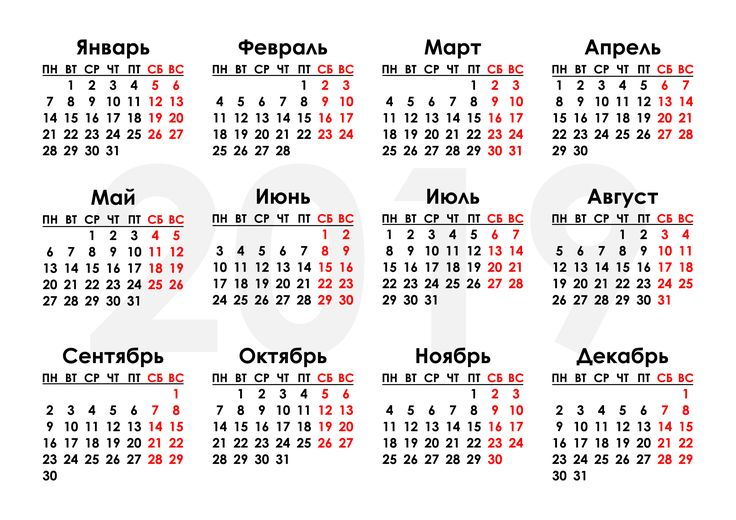 2019
Январь
ПН ВТ СР ЧТ ПТ СБ ВС
1 2 3 4 5 6
7 8 9 10 11 12 13
14 15 16 17 18 19 20
21 22 23 24 25 26 27
28 29 30 31
Февраль
ПН ВТ СР ЧТ ПТ СБ ВС
1 2 3
4 5 6 7 8 9 10
11 12 13 14 15 16 17
18 19 20 21 22 23 24
25 26 27 28
Март
ПН ВТ СР ЧТ ПТ СБ ВС
1 2 3
4 5 6 7 8 9 10
11 12 13 14 15 16 17
18 19 20 21 22 23 24
25 26 27 28 29 30 31
Апрель
ПН ВТ СР ЧТ ПТ СБ ВС
1 2 3 4 5 6 7
8 9 10 11 12 13 14
15 16 17 18 19 20 21
22 23 24 25 26 27 28
29 30
Май
ПН ВТ СР ЧТ ПТ СБ ВС
1 2 3 4 5
6 7 8 9 10 11 12
13 14 15 16 17 18 19
20 21 22 23 24 25 26
27 28 29 30 31
Июнь
ПН ВТ СР ЧТ ПТ СБ ВС
1 2
3 4 5 6 7 8 9
10 11 12 13 14 15 16
17 18 19 20 21 22 23
24 25 26 27 28 29 30
Июль
ПН ВТ СР ЧТ ПТ СБ ВС
1 2 3 4 5 6 7
8 9 10 11 12 13 14
15 16 17 18 19 20 21
22 23 24 25 26 27 28
29 30 31
Август
ПН ВТ СР ЧТ ПТ СБ ВС
1 2 3 4
5 6 7 8 9 10 11
12 13 14 15 16 17 18
19 20 21 22 23 24 25
26 27 28 29 30 31
Сентябрь
ПН ВТ СР ЧТ ПТ СБ ВС
1
2 3 4 5 6 7 8
9 10 11 12 13 14 15
16 17 18 19 20 21 22
23 24 25 26 27 28 29
30
Октябрь
ПН ВТ СР ЧТ ПТ СБ ВС
1 2 3 4 5 6
7 8 9 10 11 12 13
14 15 16 17 18 19 20
21 22 23 24 25 26 27
28 29 30 31
Ноябрь
ПН ВТ СР ЧТ ПТ СБ ВС
1 2 3
4 5 6 7 8 9 10
11 12 13 14 15 16 17
18 19 20 21 22 23 24
25 26 27 28 29 30
Декабрь
ПН ВТ СР ЧТ ПТ СБ ВС
1
2 3 4 5 6 7 8
9 10 11 12 13 14 15
16 17 18 19 20 21 22
23 24 25 26 27 28 29
30 31